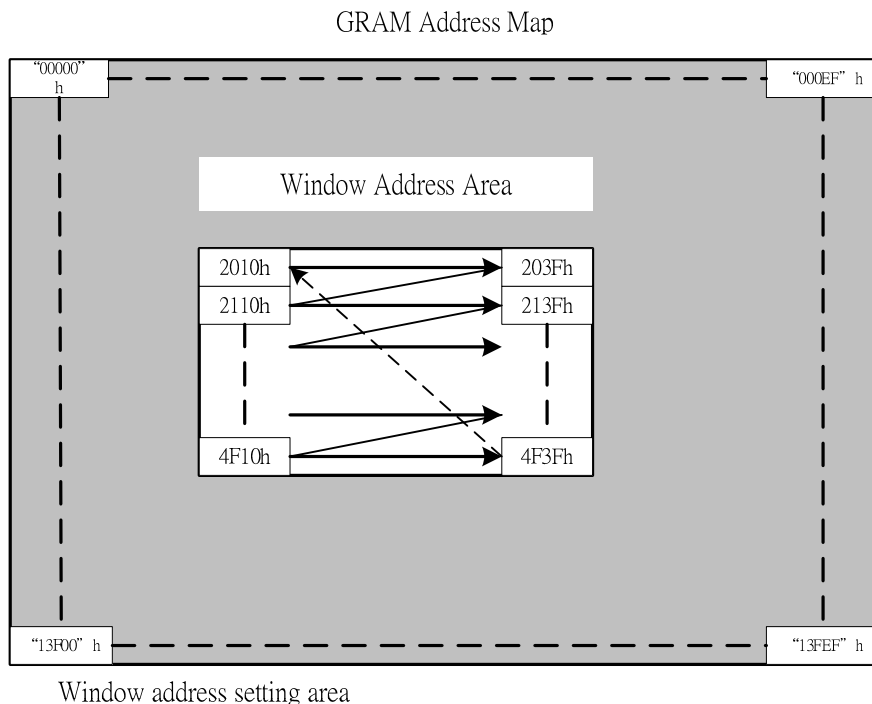 GRAM Address Map
“00000” h
“000EF” h
Window Address Area
2010h
203Fh
2110h
213Fh
4F10h
4F3Fh
“13F00” h
“13FEF” h
Window address setting area